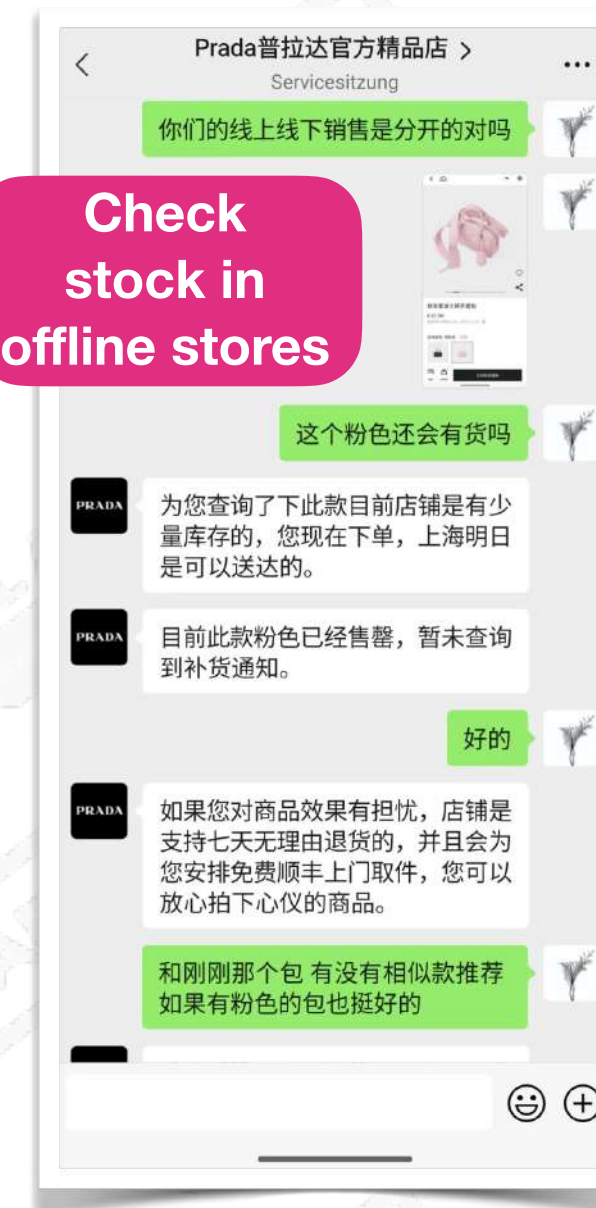 Prada普拉达官方精品店 >
Servicesitzung
你们的线上线下销售是分开的对吗
Check
stock in
offline stores
这个粉色还会有货吗
PRADA
为您查询了下此款目前店铺是有少
量库存的，您现在下单，上海明日
是可以送达的。
PRADA
目前此款粉色已经售罄，暂未查询
到补货通知。
好的
PRADA
如果您对商品效果有担忧，店铺是
支持七天无理由退货的，并且会为
您安排免费顺丰上门取件，您可以
放心拍下心仪的商品。
和刚刚那个包 有没有相似款推荐
如果有粉色的包也挺好的